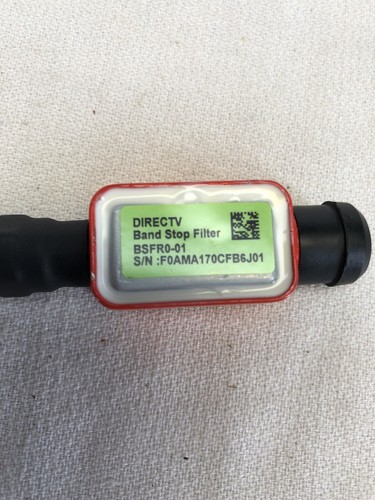 DIRECTV
Band Stop Filter
BSFR0-01
S/N :F0AMA170CFB6J01